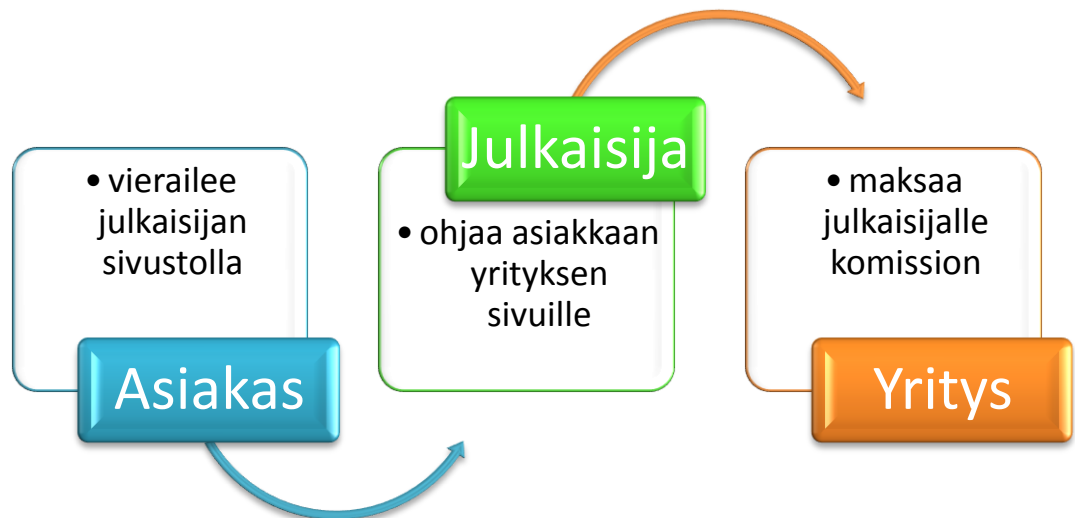 • vierailee
julkaisijan
sivustolla
Asiakas
Julkaisija
• ohjaa asiakkaan
yrityksen
sivuille
• maksaa
julkaisijalle
komission
Yritys